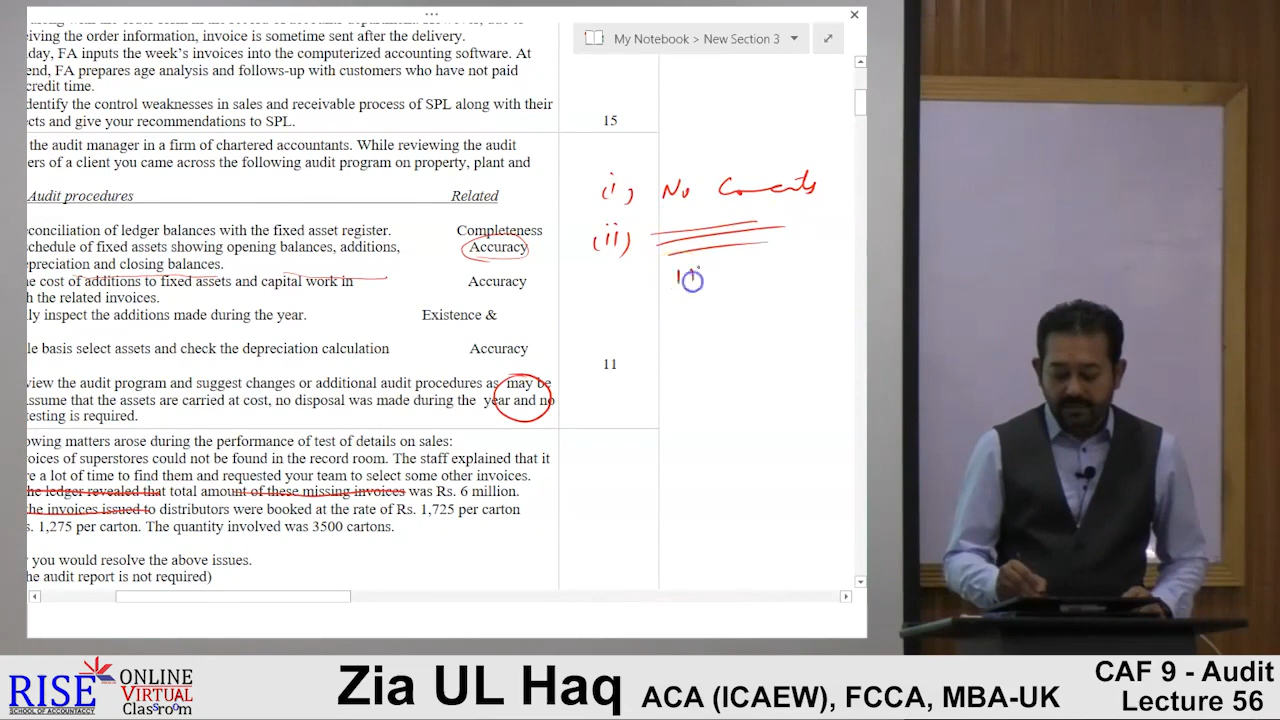 eiving the order information, invoice is sometime sent after the delivery.
day, FA inputs the week's invoices into the computerized accounting software. At
end, FA prepares age analysis and follows-up with customers who have not paid
credit time.
dentify the control weaknesses in sales and receivable process of SPL along with their
cts and give your recommendations to SPL.
15
My Notebook > New Section 3
the audit manager in a firm of chartered accountants. While reviewing the audit
ers of a client you came across the following audit program on property, plant and
Audit procedures Related
conciliation of ledger balances with the fixed asset register. Completeness
schedule of fixed assets showing opening balances, additions, Accuracy
preciation and closing balances.
he cost of additions to fixed assets and capital work in Accuracy
h the related invoices.
ly inspect the additions made during the year. Existence &
le basis select assets and check the depreciation calculation Accuracy
11
view the audit program and suggest changes or additional audit procedures as may be
ssume that the assets are carried at cost, no disposal was made during the year and no
testing is required.
(i) No Comments
(ii)
owing matters arose during the performance of test of details on sales:
voices of superstores could not be found in the record room. The staff explained that it
re a lot of time to find them and requested your team to select some other invoices.
he ledger revealed that total amount of these missing invoices was Rs. 6 million.
the invoices issued to distributors were booked at the rate of Rs. 1,725 per carton
s. 1,275 per carton. The quantity involved was 3500 cartons.
you would resolve the above issues.
he audit report is not required)
RISE
SCHOOL OF ACCOUNTANCY
ONLINE
VIRTUAL
Classroom
Zia UL Haq ACA (ICAEW), FCCA, MBA-UK
CAF 9 - Audit
Lecture 56